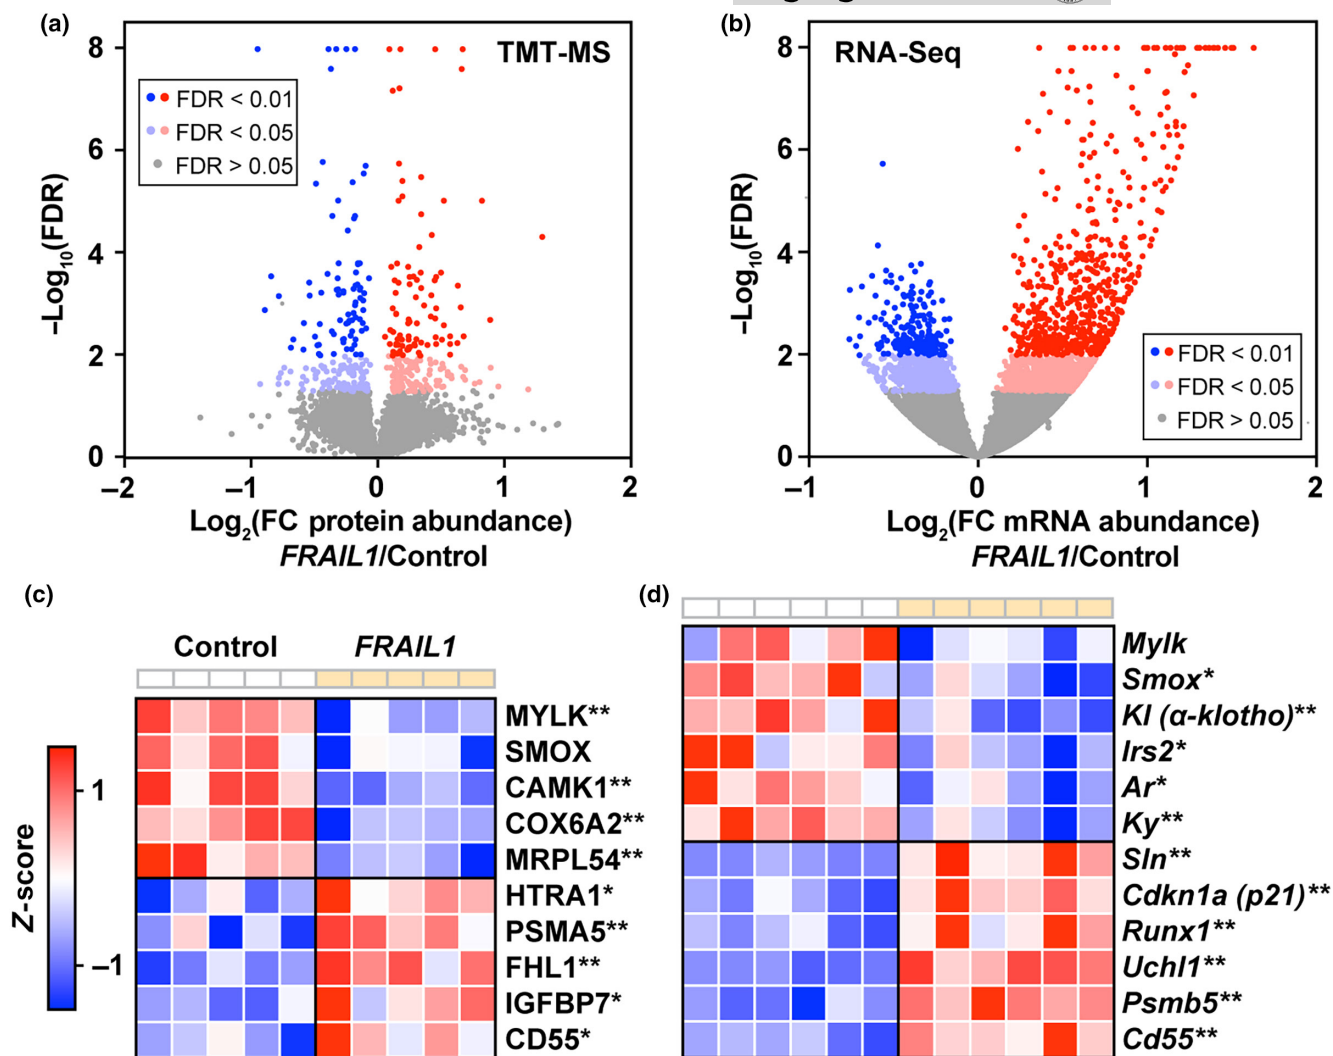 (a)
TMT-MS
FDR < 0.01
FDR < 0.05
FDR > 0.05
8
6
4
2
0
–Log10(FDR)
–2 –1 0 1 2
Log2(FC protein abundance)
FRAIL1/Control
(b)
RNA-Seq
FDR < 0.01
FDR < 0.05
FDR > 0.05
8
6
4
2
0
–Log10(FDR)
–1 0 1 2
Log2(FC mRNA abundance)
FRAIL1/Control
(c)
Control FRAIL1
MYLK**
SMOX
CAMK1**
COX6A2**
MRPL54**
HTRA1*
PSMA5**
FHL1**
IGFBP7*
CD55*
Z-score
1
–1
(d)
Mylk
Smox*
Kl (α-klotho)**
Irs2*
Ar*
Ky**
Sln**
Cdkn1a (p21)**
Runx1**
Uchl1**
Psmb5**
Cd55**